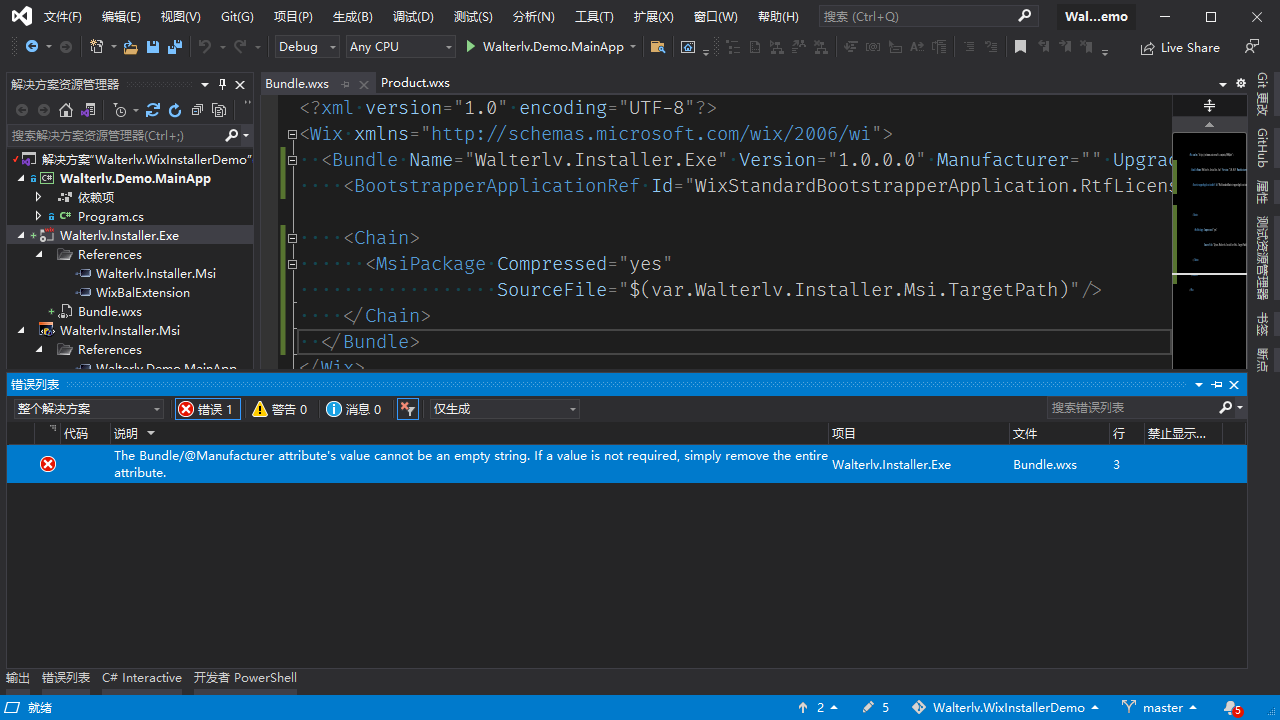 文件(F) 编辑(E) 视图(V) Git(G) 项目(P) 生成(B) 调试(D) 测试(S) 分析(N) 工具(T) 扩展(X) 窗口(W) 帮助(H) 搜索 (Ctrl+Q) Wal...emo
Debug Any CPU Walterlv.Demo.MainApp Live Share
解决方案资源管理器
搜索解决方案资源管理器(Ctrl+;)
解决方案"Walterlv.WixInstallerDemo"
Walterlv.Demo.MainApp
依赖项
C# Program.cs
Walterlv.Installer.Exe
References
Walterlv.Installer.Msi
WixBalExtension
Bundle.wxs
Walterlv.Installer.Msi
References
Walterlv.Demo.MainApp
Bundle.wxs Product.wxs
<?xml version="1.0" encoding="UTF-8"?>
<Wix xmlns="http://schemas.microsoft.com/wix/2006/wi">
<Bundle Name="Walterlv.Installer.Exe" Version="1.0.0.0" Manufacturer="" Upgrad
<BootstrapperApplicationRef Id="WixStandardBootstrapperApplication.RtfLicens
<Chain>
<MsiPackage Compressed="yes"
SourceFile="$(var.Walterlv.Installer.Msi.TargetPath)"/>
</Chain>
</Bundle>
</Wix>
Git 更改
GitHub
属性
测试资源管理器
书签
断点
错误列表
整个解决方案 错误 1 警告 0 消息 0 仅生成 搜索错误列表
代码 说明 项目 文件 行 禁止显示...
The Bundle/@Manufacturer attribute's value cannot be an empty string. If a value is not required, simply remove the entire
attribute.
Walterlv.Installer.Exe Bundle.wxs 3
输出 错误列表 C# Interactive 开发者 PowerShell
就绪 2 5 Walterlv.WixInstallerDemo master 5